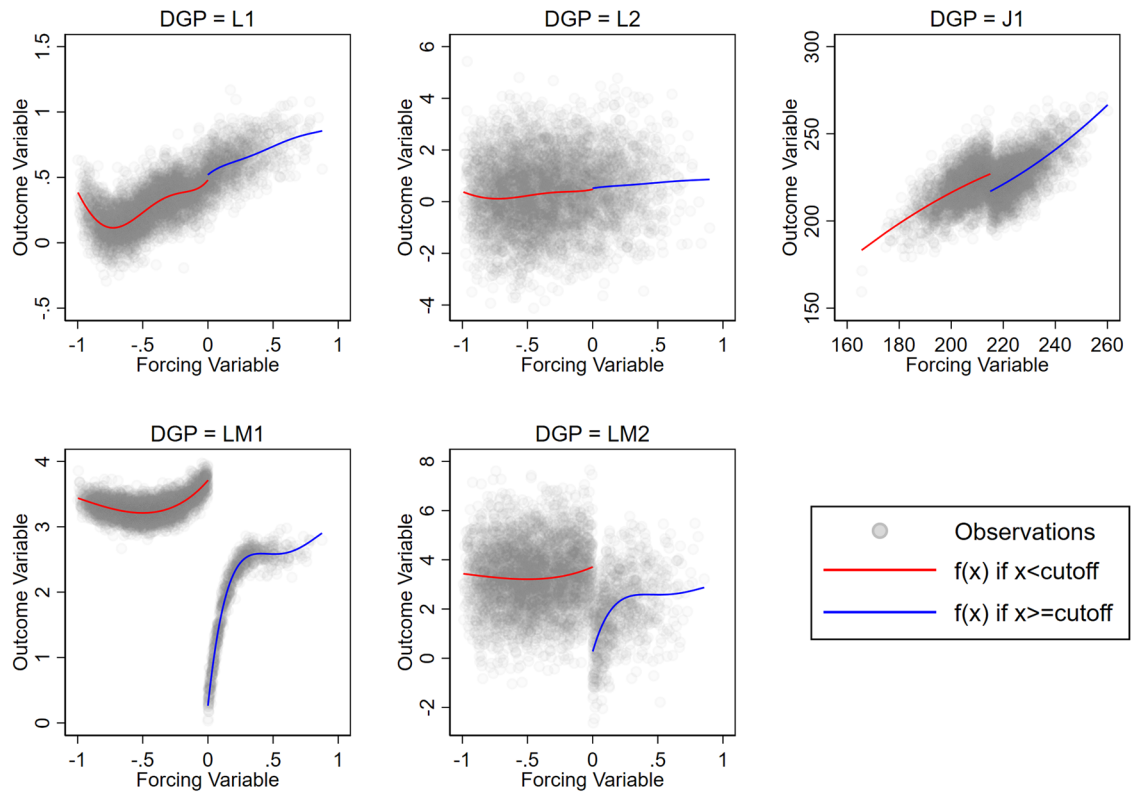 DGP = L1
1.5
1
.5
0
-.5
Outcome Variable
-1 -.5 0 .5 1
Forcing Variable
DGP = L2
6
4
2
0
-2
-4
Outcome Variable
-1 -.5 0 .5 1
Forcing Variable
DGP = J1
300
250
200
150
Outcome Variable
160 180 200 220 240 260
Forcing Variable
DGP = LM1
4
3
2
1
0
Outcome Variable
-1 -.5 0 .5 1
Forcing Variable
DGP = LM2
8
6
4
2
0
-2
Outcome Variable
-1 -.5 0 .5 1
Forcing Variable
Observations
f(x) if x<cutoff
f(x) if x>=cutoff